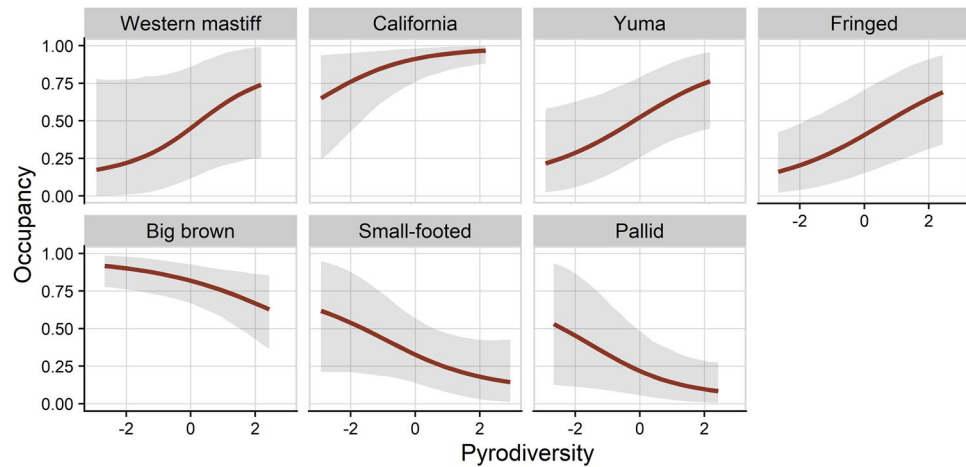 Western mastiff California Yuma Fringed
1.00
0.75
0.50
0.25
0.00
-2 0 2
Occupancy
Big brown Small-footed Pallid
1.00
0.75
0.50
0.25
0.00
-2 0 2 -2 0 2 -2 0 2
Pyrodiversity